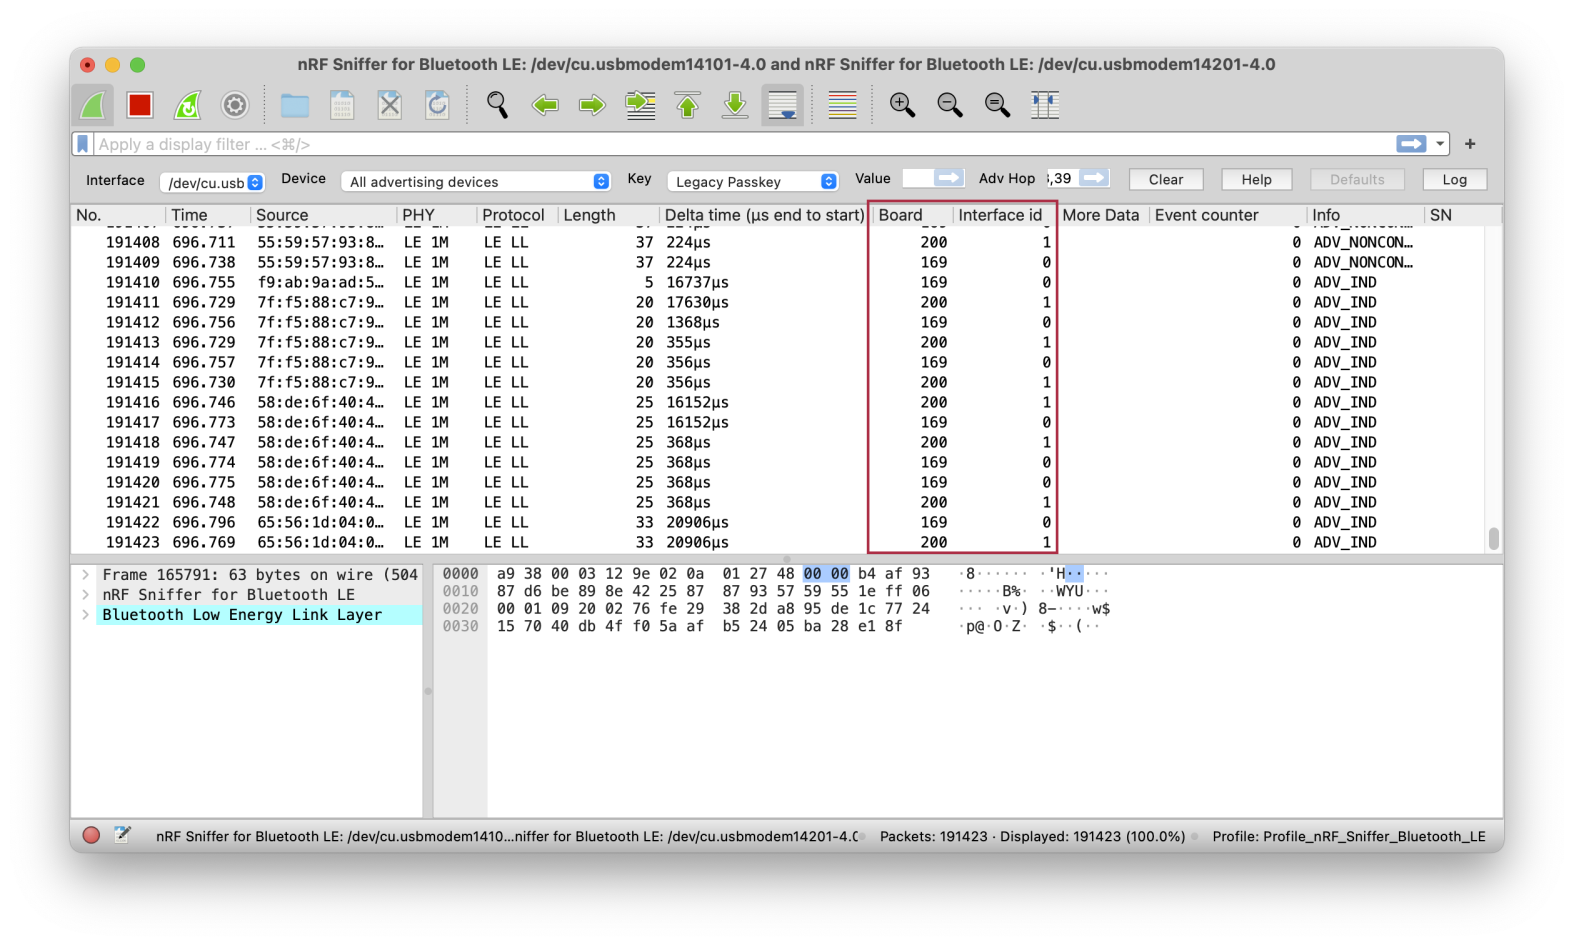 nRF Sniffer for Bluetooth LE: /dev/cu.usbmodem14101-4.0 and nRF Sniffer for Bluetooth LE: /dev/cu.usbmodem14201-4.0
Apply a display filter ... <⌘/>
Interface /dev/cu.usb Device All advertising devices Key Legacy Passkey Value Adv Hop ,39 Clear Help Defaults Log
No. Time Source PHY Protocol Length Delta time (µs end to start) Board Interface id More Data Event counter Info SN
191408 696.711 55:59:57:93:8… LE 1M LE LL 37 224µs 200 1 0 ADV_NONCON…
191409 696.738 55:59:57:93:8… LE 1M LE LL 37 224µs 169 0 0 ADV_NONCON…
191410 696.755 f9:ab:9a:ad:5… LE 1M LE LL 5 16737µs 169 0 0 ADV_IND
191411 696.729 7f:f5:88:c7:9… LE 1M LE LL 20 17630µs 200 1 0 ADV_IND
191412 696.756 7f:f5:88:c7:9… LE 1M LE LL 20 1368µs 169 0 0 ADV_IND
191413 696.729 7f:f5:88:c7:9… LE 1M LE LL 20 355µs 200 1 0 ADV_IND
191414 696.757 7f:f5:88:c7:9… LE 1M LE LL 20 356µs 169 0 0 ADV_IND
191415 696.730 7f:f5:88:c7:9… LE 1M LE LL 20 356µs 200 1 0 ADV_IND
191416 696.746 58:de:6f:40:4… LE 1M LE LL 25 16152µs 200 1 0 ADV_IND
191417 696.773 58:de:6f:40:4… LE 1M LE LL 25 16152µs 169 0 0 ADV_IND
191418 696.747 58:de:6f:40:4… LE 1M LE LL 25 368µs 200 1 0 ADV_IND
191419 696.774 58:de:6f:40:4… LE 1M LE LL 25 368µs 169 0 0 ADV_IND
191420 696.775 58:de:6f:40:4… LE 1M LE LL 25 368µs 169 0 0 ADV_IND
191421 696.748 58:de:6f:40:4… LE 1M LE LL 25 368µs 200 1 0 ADV_IND
191422 696.796 65:56:1d:04:0… LE 1M LE LL 33 20906µs 169 0 0 ADV_IND
191423 696.769 65:56:1d:04:0… LE 1M LE LL 33 20906µs 200 1 0 ADV_IND
Frame 165791: 63 bytes on wire (504
nRF Sniffer for Bluetooth LE
Bluetooth Low Energy Link Layer
0000 a9 38 00 03 12 9e 02 0a 01 27 48 00 00 b4 af 93 ·8······ ·'H·····
0010 87 d6 be 89 8e 42 25 87 87 93 57 59 55 1e ff 06 ·····B%· ··WYU···
0020 00 01 09 20 02 76 fe 29 38 2d a8 95 de 1c 77 24 ··· ·v·) 8-····w$
0030 15 70 40 db 4f f0 5a af b5 24 05 ba 28 e1 8f ·p@·O·Z· ·$··(··
nRF Sniffer for Bluetooth LE: /dev/cu.usbmodem1410...niffer for Bluetooth LE: /dev/cu.usbmodem14201-4.0 Packets: 191423 · Displayed: 191423 (100.0%) Profile: Profile_nRF_Sniffer_Bluetooth_LE